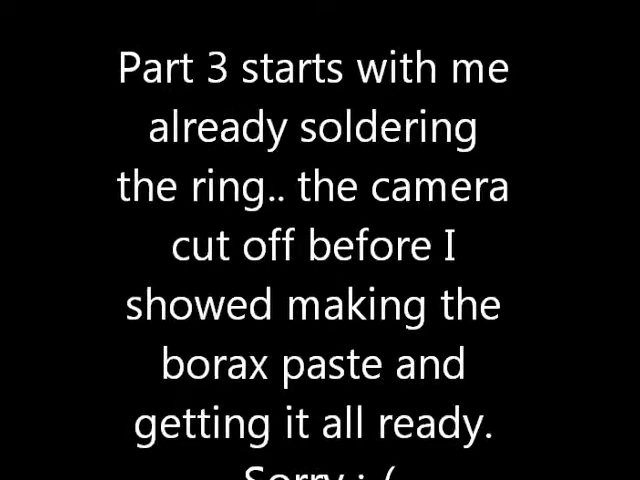 Part 3 starts with me
already soldering
the ring.. the camera
cut off before I
showed making the
borax paste and
getting it all ready.
Sorry : (